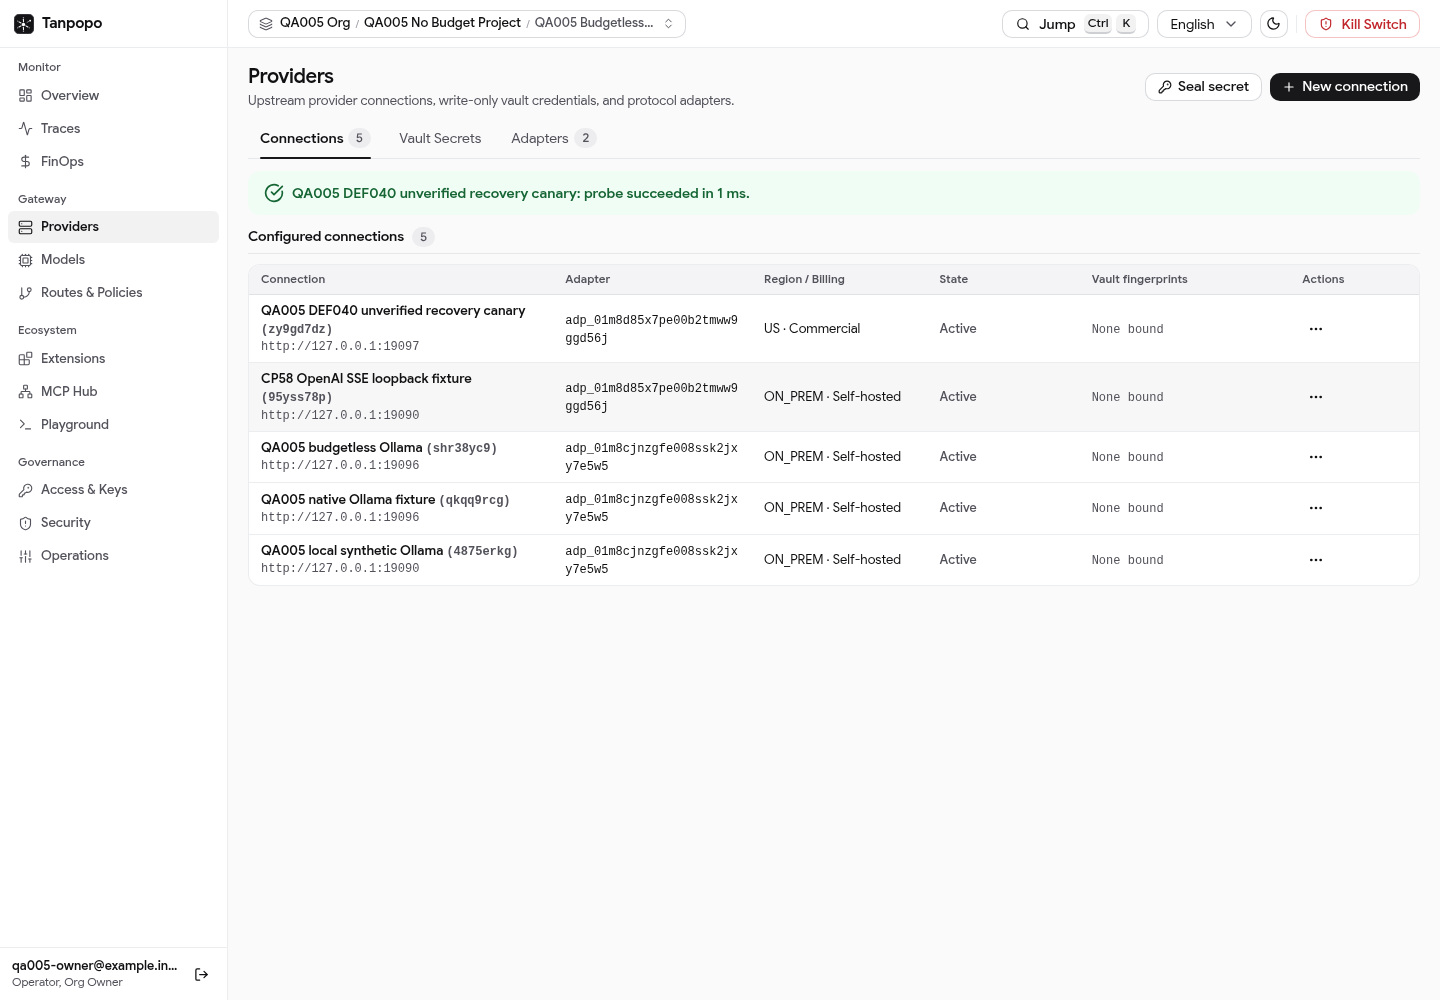 Tanpopo
QA005 Org / QA005 No Budget Project / QA005 Budgetless...
Jump Ctrl K
English
Kill Switch
Monitor
Overview
Traces
FinOps
Gateway
Providers
Models
Routes & Policies
Ecosystem
Extensions
MCP Hub
Playground
Governance
Access & Keys
Security
Operations
qa005-owner@example.in...
Operator, Org Owner
Providers
Upstream provider connections, write-only vault credentials, and protocol adapters.
Seal secret
New connection
Connections 5
Vault Secrets
Adapters 2
QA005 DEF040 unverified recovery canary: probe succeeded in 1 ms.
Configured connections 5
Connection Adapter Region / Billing State Vault fingerprints Actions
QA005 DEF040 unverified recovery canary
(zy9gd7dz)
http://127.0.0.1:19097
adp_01m8d85x7pe00b2tmww9
ggd56j
US · Commercial
Active
None bound
CP58 OpenAI SSE loopback fixture
(95yss78p)
http://127.0.0.1:19090
adp_01m8d85x7pe00b2tmww9
ggd56j
ON_PREM · Self-hosted
Active
None bound
QA005 budgetless Ollama (shr38yc9)
http://127.0.0.1:19096
adp_01m8cjnzgfe008ssk2jx
y7e5w5
ON_PREM · Self-hosted
Active
None bound
QA005 native Ollama fixture (qkqq9rcg)
http://127.0.0.1:19096
adp_01m8cjnzgfe008ssk2jx
y7e5w5
ON_PREM · Self-hosted
Active
None bound
QA005 local synthetic Ollama (4875erkg)
http://127.0.0.1:19090
adp_01m8cjnzgfe008ssk2jx
y7e5w5
ON_PREM · Self-hosted
Active
None bound